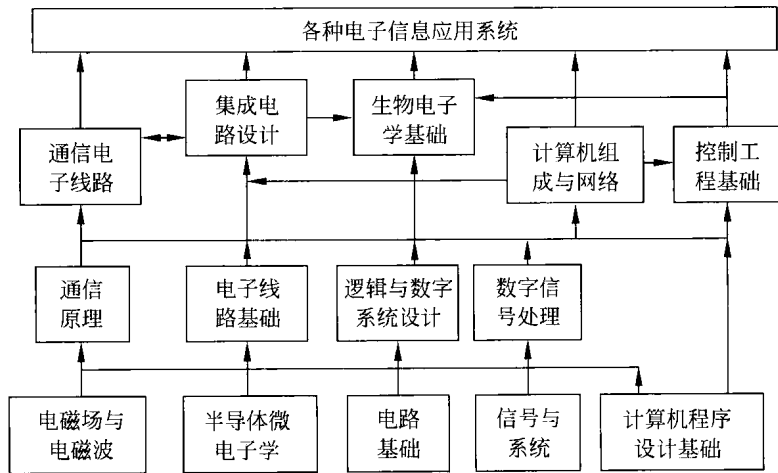 各种电子信息应用系统
集成电
路设计
生物电子
学基础
通信电
子线路
计算机组
成与网络
控制工
程基础
通信
原理
电子线
路基础
逻辑与数字
系统设计
数字信
号处理
电磁场与
电磁波
半导体微
电子学
电路
基础
信号与
系统
计算机程序
设计基础